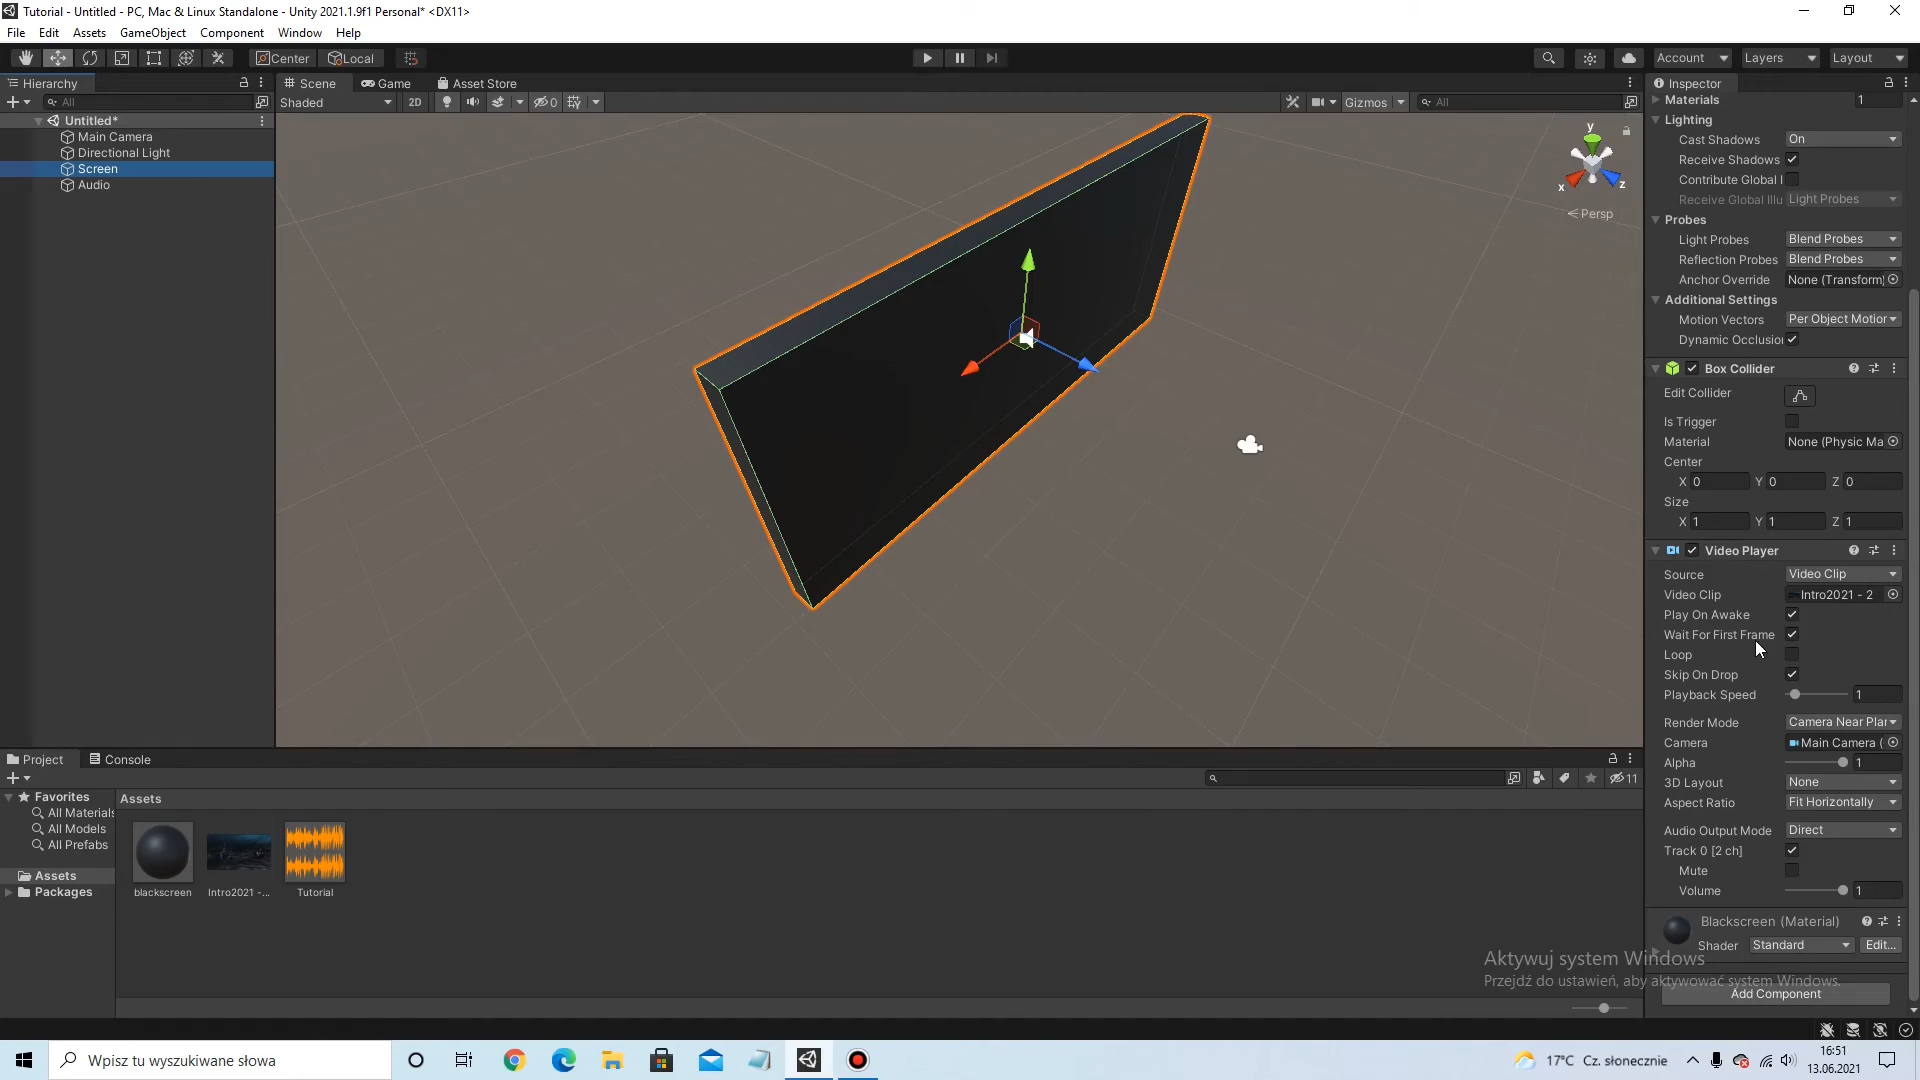 Tutorial - Untitled - PC, Mac & Linux Standalone - Unity 2021.1.9f1 Personal* <DX11>
File Edit Assets GameObject Component Window Help
Center Local Account Layers Layout
Hierarchy
All
Untitled*
Main Camera
Directional Light
Screen
Audio
Scene Game Asset Store
Shaded 2D 0 Gizmos All
y
x z
Persp
Inspector
Materials 1
Lighting
Cast Shadows On
Receive Shadows
Contribute Global I
Receive Global Illu Light Probes
Probes
Light Probes Blend Probes
Reflection Probes Blend Probes
Anchor Override None (Transform)
Additional Settings
Motion Vectors Per Object Motior
Dynamic Occlusion
Box Collider
Edit Collider
Is Trigger
Material None (Physic Ma
Center
X 0 Y 0 Z 0
Size
X 1 Y 1 Z 1
Video Player
Source Video Clip
Video Clip Intro2021 - 2
Play On Awake
Wait For First Frame
Loop
Skip On Drop
Playback Speed 1
Render Mode Camera Near Plar
Camera Main Camera (
Alpha 1
3D Layout None
Aspect Ratio Fit Horizontally
Audio Output Mode Direct
Track 0 [2 ch]
Mute
Volume 1
Blackscreen (Material)
Shader Standard Edit...
Add Component
Project Console
11
Favorites
All Materials
All Models
All Prefabs
Assets
Packages
Assets
blackscreen Intro2021 -... Tutorial
Aktywuj system Windows
Przejdź do ustawień, aby aktywować system Windows.
Wpisz tu wyszukiwane słowa
17°C Cz. słonecznie
16:51
13.06.2021